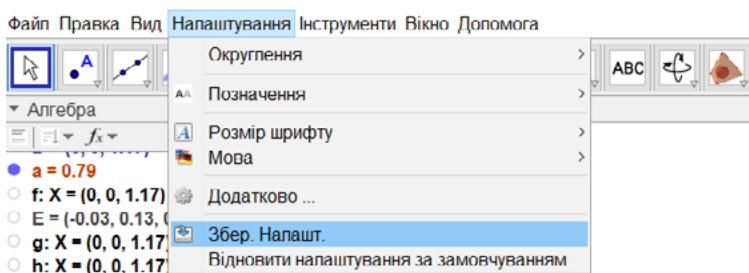 Файл Правка Вид Налаштування Інструменти Вікно Допомога
Округлення
ABC
AA Позначення
Алгебра
A Розмір шрифту
fx
Мова
a = 0.79
f: X = (0, 0, 1.17)
Додатково ...
E = (-0.03, 0.13,
Збер. Налашт.
g: X = (0, 0, 1.17
h: X = (0, 0, 1.17
Відновити налаштування за замовчуванням